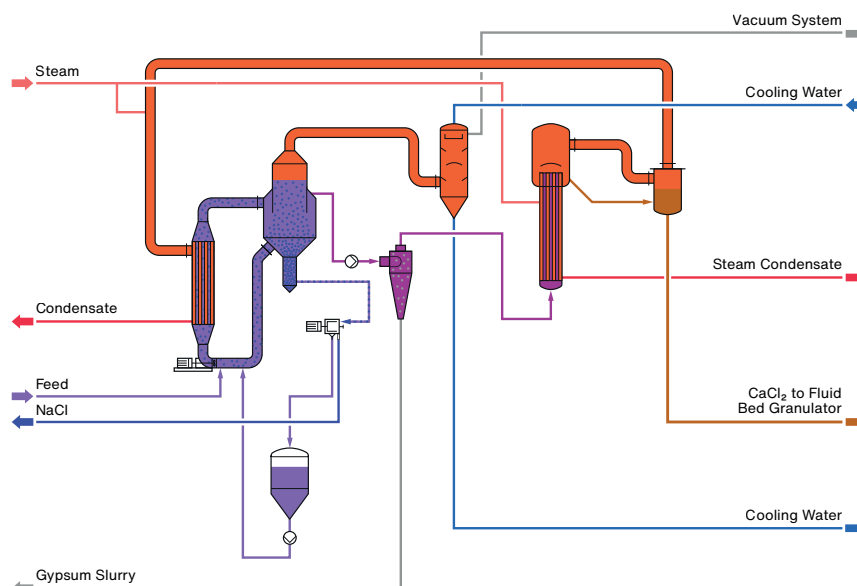 Vacuum System
Steam
Cooling Water
Steam Condensate
Condensate
Feed
CaCl₂ to Fluid
Bed Granulator
NaCl
Cooling Water
Gypsum Slurry